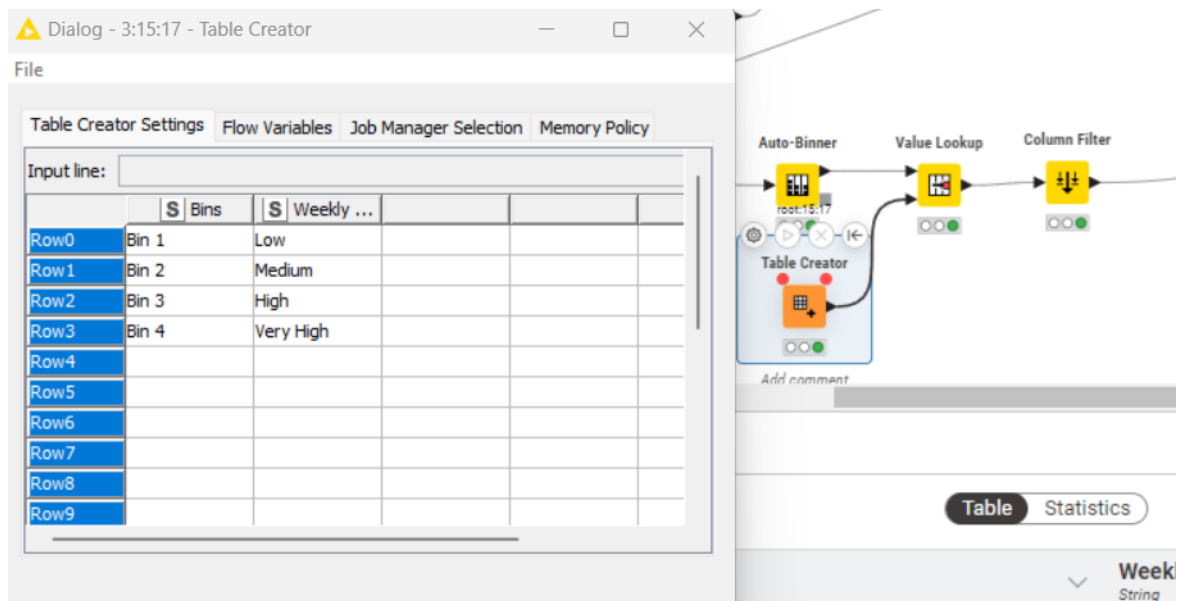 Dialog - 3:15:17 - Table Creator
File
Table Creator Settings
Flow Variables
Job Manager Selection
Memory Policy
Input line:
S Bins
S Weekly ...
Row0 Bin 1 Low
Row1 Bin 2 Medium
Row2 Bin 3 High
Row3 Bin 4 Very High
Row4
Row5
Row6
Row7
Row8
Row9
Auto-Binner
Value Lookup
Column Filter
root:15:17
Table Creator
Add comment
Table
Statistics
Weekl
String